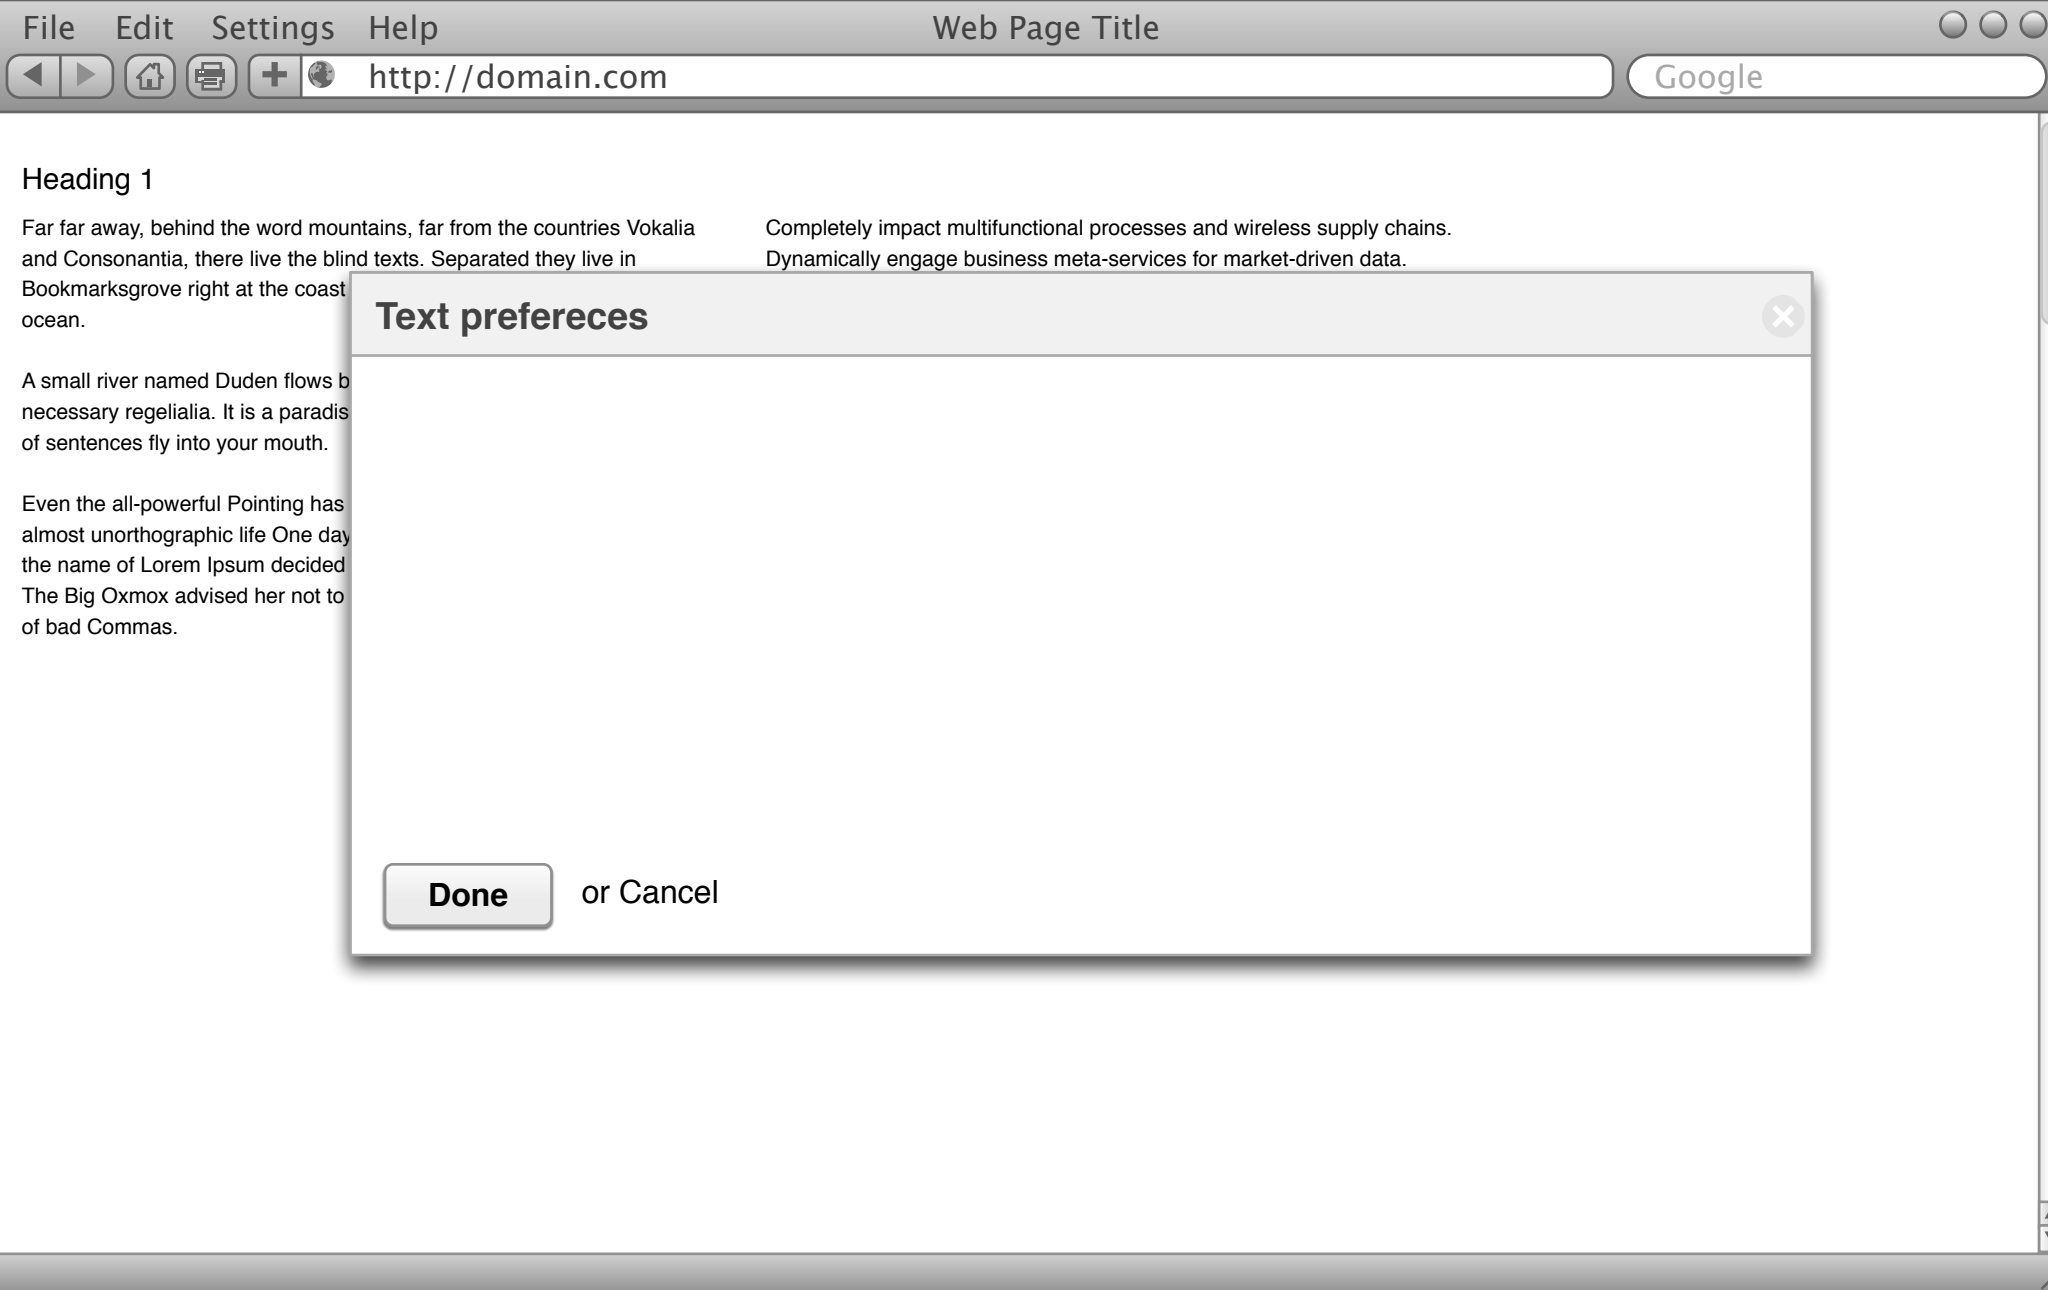 File Edit Settings Help
Web Page Title
http://domain.com
Google
Heading 1
Far far away, behind the word mountains, far from the countries Vokalia
and Consonantia, there live the blind texts. Separated they live in
Bookmarksgrove right at the coast
ocean.
A small river named Duden flows b
necessary regelialia. It is a paradis
of sentences fly into your mouth.
Even the all-powerful Pointing has
almost unorthographic life One day
the name of Lorem Ipsum decided
The Big Oxmox advised her not to
of bad Commas.
Completely impact multifunctional processes and wireless supply chains.
Dynamically engage business meta-services for market-driven data.
Text prefereces
Done or Cancel